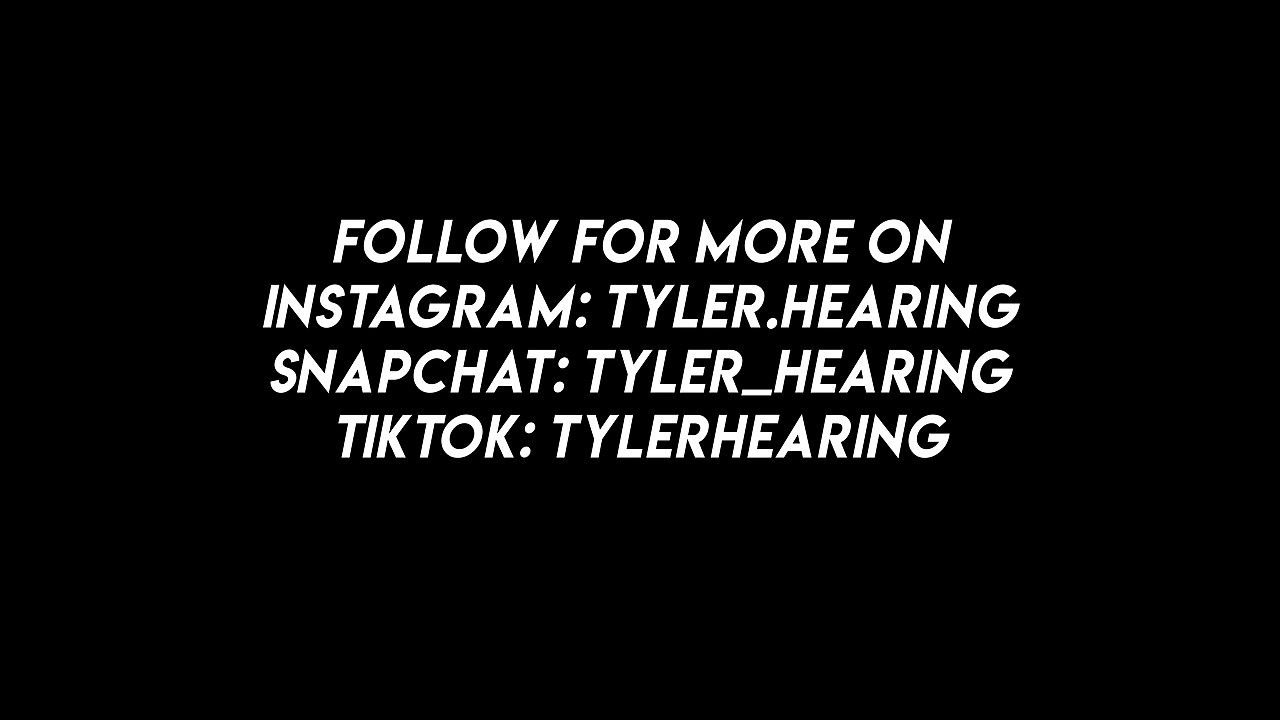 FOLLOW FOR MORE ON
INSTAGRAM: TYLER.HEARING
SNAPCHAT: TYLER_HEARING
TIKTOK: TYLERHEARING